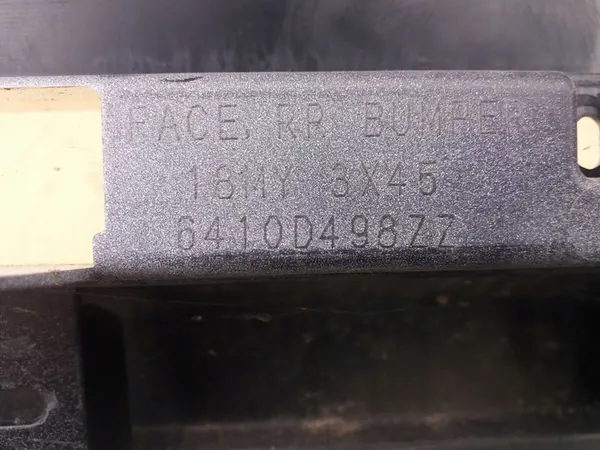 FACE, RR BUMPER
18MY 3X45
6410D498ZZ